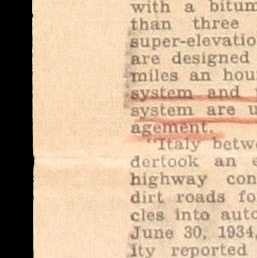 with a bitum
than three
super-elevatio
are designed
miles an hou
system and
system are u
agement.
"Italy betw
dertook an e
highway con
dirt roads fo
cles into auto
June 30, 1934,
ity reported